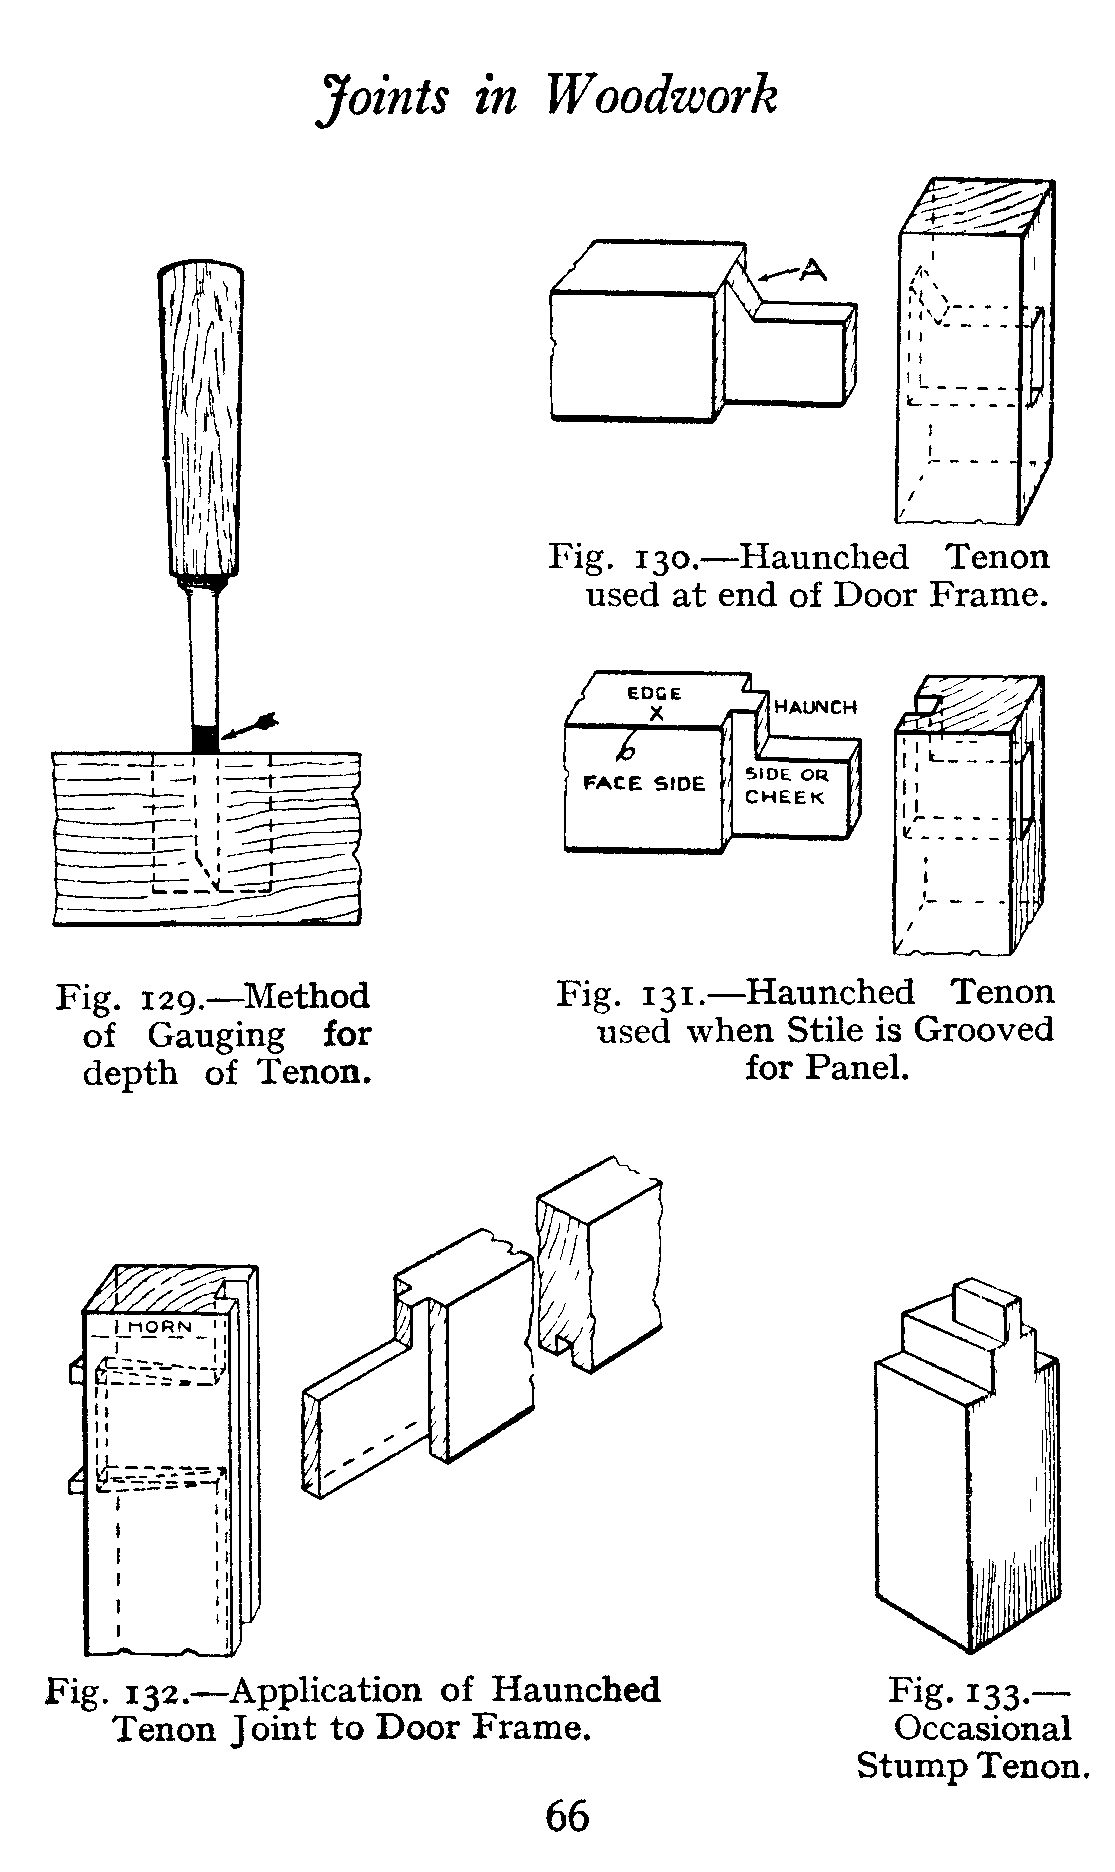 Joints in Woodwork
Fig. 129.—Method
of Gauging for
depth of Tenon.
A
Fig. 130.—Haunched Tenon
used at end of Door Frame.
EDGE
X
HAUNCH
FACE SIDE
SIDE OR
CHEEK
Fig. 131.—Haunched Tenon
used when Stile is Grooved
for Panel.
HORN
Fig. 132.—Application of Haunched
Tenon Joint to Door Frame.
Fig. 133.—
Occasional
Stump Tenon.
66